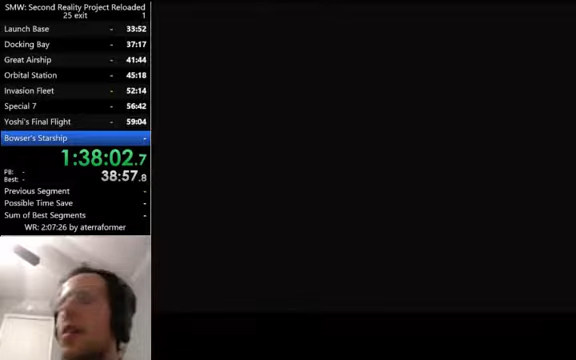 SMW: Second Reality Project Reloaded
25 exit 1
Launch Base - 33:52
Docking Bay - 37:17
Great Airship - 41:44
Orbital Station - 45:18
Invasion Fleet - 52:14
Special 7 - 56:42
Yoshi's Final Flight - 59:04
Bowser's Starship -
1:38:02.7
PB: - 38:57.8
Best: -
Previous Segment -
Possible Time Save -
Sum of Best Segments -
WR: 2:07:26 by aterraformer